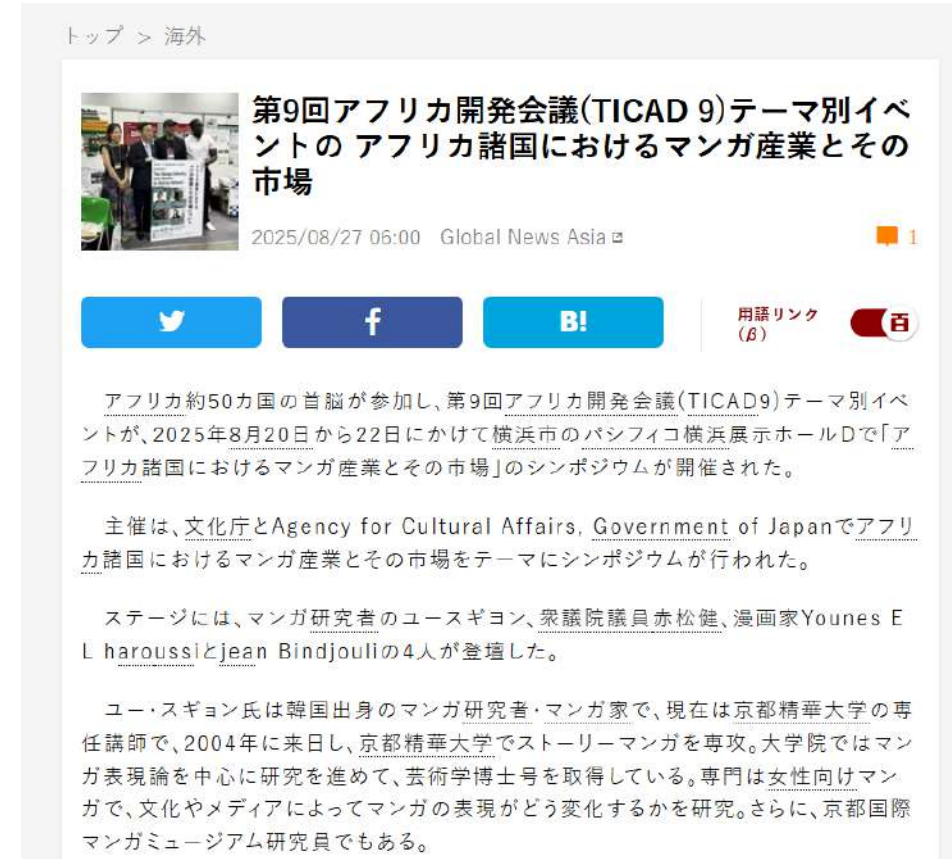 トップ > 海外
第9回アフリカ開発会議(TICAD 9)テーマ別イベ
ントの アフリカ諸国におけるマンガ産業とその
市場
2025/08/27 06:00 Global News Asia
1
B!
用語リンク
(β)
百
アフリカ約50カ国の首脳が参加し、第9回アフリカ開発会議(TICAD9)テーマ別イベ
ントが、2025年8月20日から22日にかけて横浜市のパシフィコ横浜展示ホールDで「ア
フリカ諸国におけるマンガ産業とその市場」のシンポジウムが開催された。
主催は、文化庁とAgency for Cultural Affairs, Government of Japanでアフリ
カ諸国におけるマンガ産業とその市場をテーマにシンポジウムが行われた。
ステージには、マンガ研究者のユースギヨン、衆議院議員赤松健、漫画家Younes E
L haroussiとjean Bindjouliの4人が登壇した。
ユー・スギョン氏は韓国出身のマンガ研究者・マンガ家で、現在は京都精華大学の専
任講師で、2004年に来日し、京都精華大学でストーリーマンガを専攻。大学院ではマン
ガ表現論を中心に研究を進めて、芸術学博士号を取得している。専門は女性向けマン
ガで、文化やメディアによってマンガの表現がどう変化するかを研究。さらに、京都国際
マンガミュージアム研究員でもある。